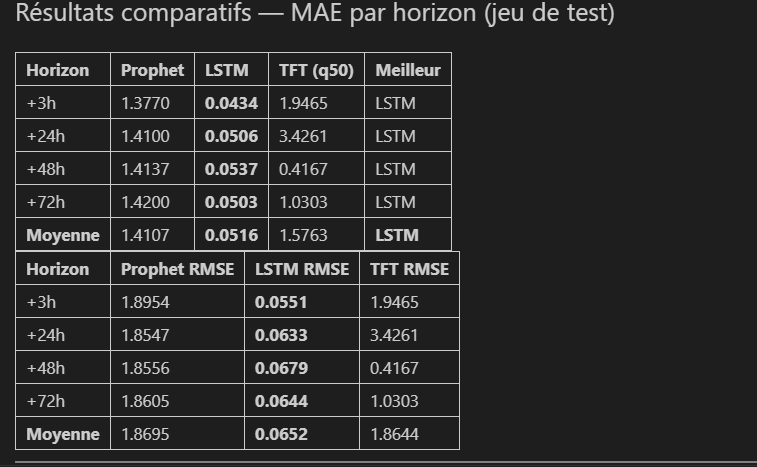 Résultats comparatifs — MAE par horizon (jeu de test)
Horizon Prophet LSTM TFT (q50) Meilleur
+3h 1.3770 0.0434 1.9465 LSTM
+24h 1.4100 0.0506 3.4261 LSTM
+48h 1.4137 0.0537 0.4167 LSTM
+72h 1.4200 0.0503 1.0303 LSTM
Moyenne 1.4107 0.0516 1.5763 LSTM
Horizon Prophet RMSE LSTM RMSE TFT RMSE
+3h 1.8954 0.0551 1.9465
+24h 1.8547 0.0633 3.4261
+48h 1.8556 0.0679 0.4167
+72h 1.8605 0.0644 1.0303
Moyenne 1.8695 0.0652 1.8644